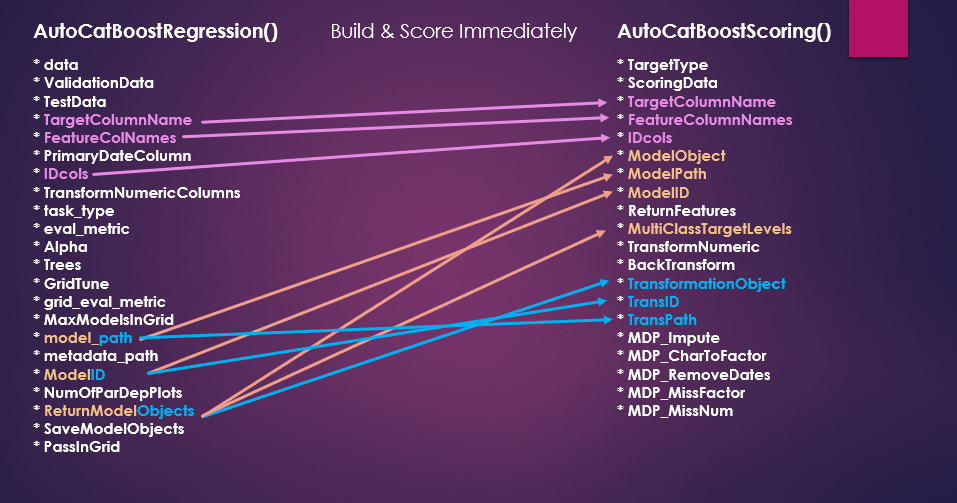 AutoCatBoostRegression()
Build & Score Immediately
AutoCatBoostScoring()
* data
* ValidationData
* TestData
* TargetColumnName
* FeatureColNames
* PrimaryDateColumn
* IDcols
* TransformNumericColumns
* task_type
* eval_metric
* Alpha
* Trees
* GridTune
* grid_eval_metric
* MaxModelsInGrid
* model_path
* metadata_path
* ModelID
* NumOfParDepPlots
* ReturnModelObjects
* SaveModelObjects
* PassInGrid
* TargetType
* ScoringData
* TargetColumnName
* FeatureColumnNames
* IDcols
* ModelObject
* ModelPath
* ModelID
* ReturnFeatures
* MultiClassTargetLevels
* TransformNumeric
* BackTransform
* TransformationObject
* TransID
* TransPath
* MDP_Impute
* MDP_CharToFactor
* MDP_RemoveDates
* MDP_MissFactor
* MDP_MissNum